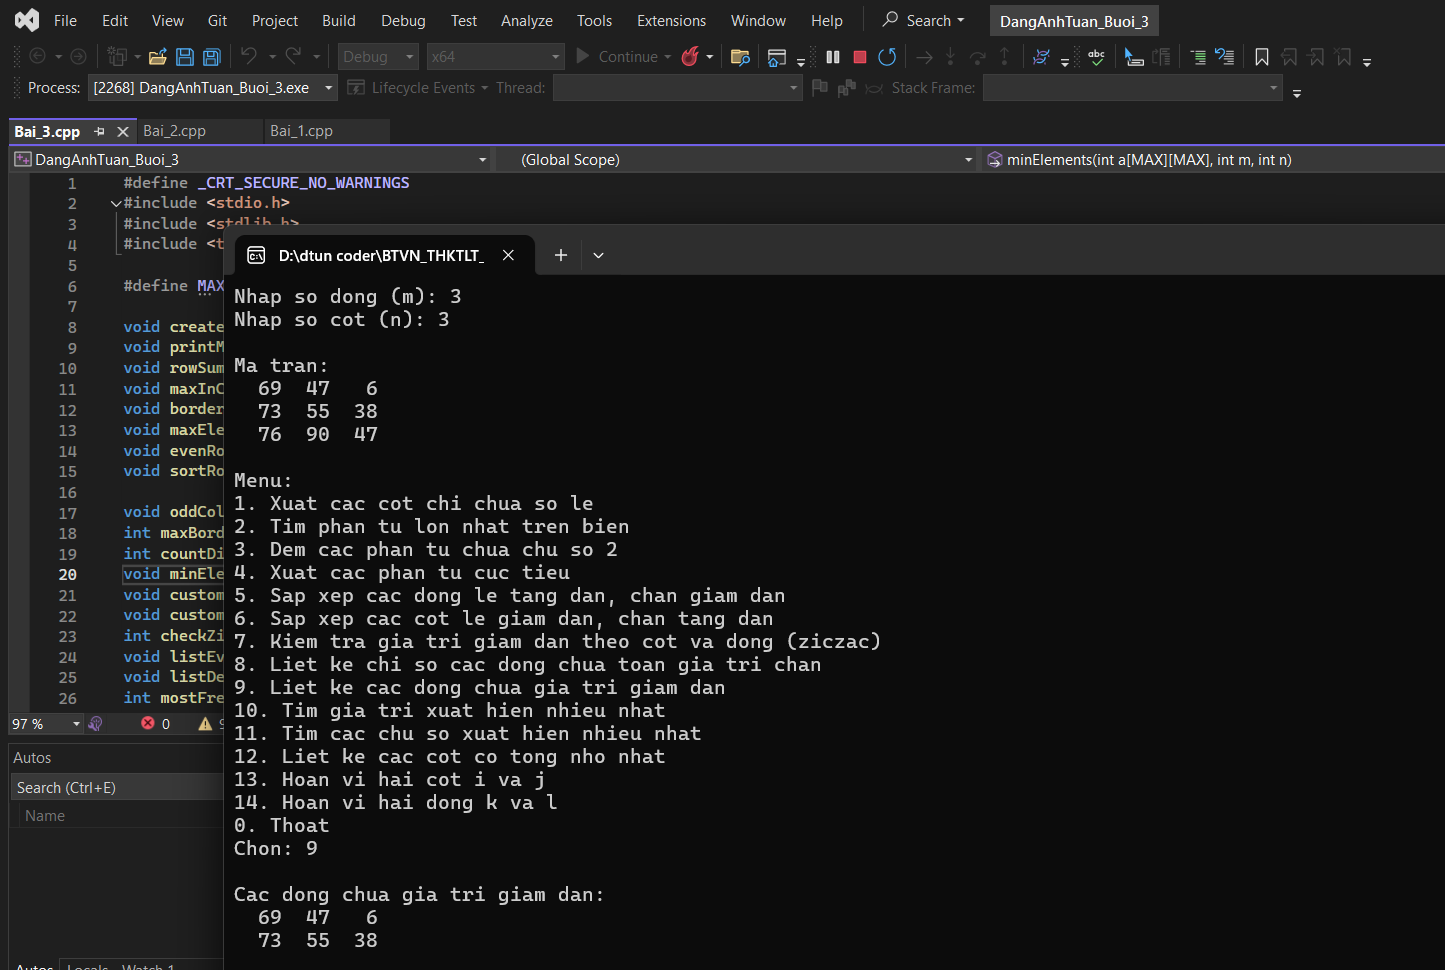 File Edit View Git Project Build Debug Test Analyze Tools Extensions Window Help Search DangAnhTuan_Buoi_3
Debug x64 Continue
Process: [2268] DangAnhTuan_Buoi_3.exe Lifecycle Events Thread: Stack Frame:
Bai_3.cpp Bai_2.cpp Bai_1.cpp
DangAnhTuan_Buoi_3 (Global Scope) minElements(int a[MAX][MAX], int m, int n)
1 #define _CRT_SECURE_NO_WARNINGS
2 #include <stdio.h>
3 #include <stdlib.h>
4 #include <t
5
6 #define MAX
7
8 void create
9 void printM
10 void rowSum
11 void maxInC
12 void border
13 void maxEle
14 void evenRo
15 void sortRo
16
17 void oddCol
18 int maxBord
19 int countDi
20 void minEle
21 void custom
22 void custom
23 int checkZi
24 void listEv
25 void listDe
26 int mostFre
97 % 0
Autos
Search (Ctrl+E)
Name
Autos Locals Watch 1
D:\dtun coder\BTVN_THKTLT_
Nhap so dong (m): 3
Nhap so cot (n): 3
Ma tran:
69 47 6
73 55 38
76 90 47
Menu:
1. Xuat cac cot chi chua so le
2. Tim phan tu lon nhat tren bien
3. Dem cac phan tu chua chu so 2
4. Xuat cac phan tu cuc tieu
5. Sap xep cac dong le tang dan, chan giam dan
6. Sap xep cac cot le giam dan, chan tang dan
7. Kiem tra gia tri giam dan theo cot va dong (ziczac)
8. Liet ke chi so cac dong chua toan gia tri chan
9. Liet ke cac dong chua gia tri giam dan
10. Tim gia tri xuat hien nhieu nhat
11. Tim cac chu so xuat hien nhieu nhat
12. Liet ke cac cot co tong nho nhat
13. Hoan vi hai cot i va j
14. Hoan vi hai dong k va l
0. Thoat
Chon: 9
Cac dong chua gia tri giam dan:
69 47 6
73 55 38